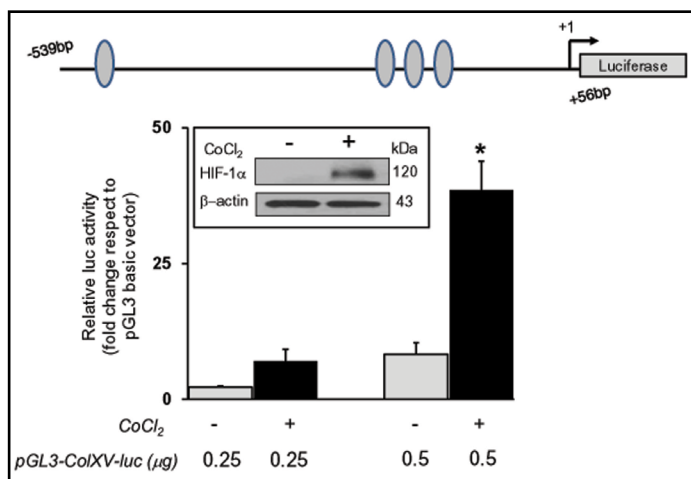 -539bp
+1
Luciferase
+56bp
50
25
0
Relative luc activity
(fold change respect to
pGL3 basic vector)
CoCl2 - + kDa
HIF-1α 120
β–actin 43
*
CoCl2 - + - +
pGL3-ColXV-luc (μg) 0.25 0.25 0.5 0.5